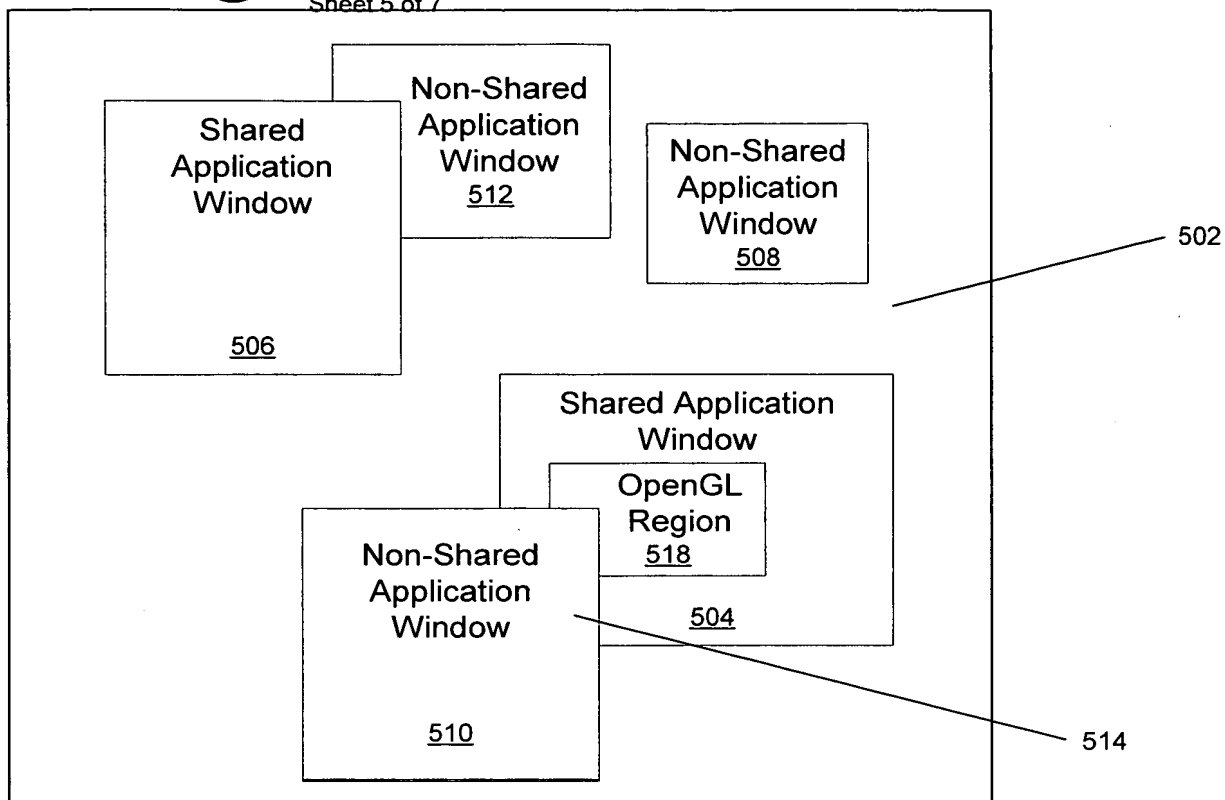 Sheet 5 of 7
Non-Shared
Application
Window
512
Shared
Application
Window
506
Non-Shared
Application
Window
508
502
Shared Application
Window
OpenGL
Region
518
504
Non-Shared
Application
Window
510
514